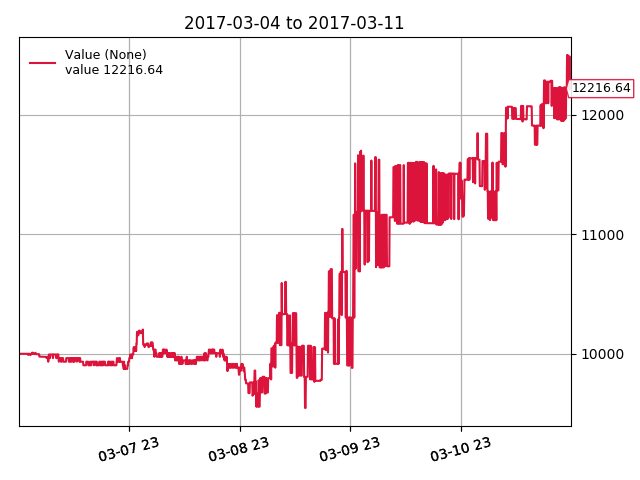 2017-03-04 to 2017-03-11
Value (None)
value 12216.64
12216.64
12000
11000
10000
03-07 23
03-08 23
03-09 23
03-10 23